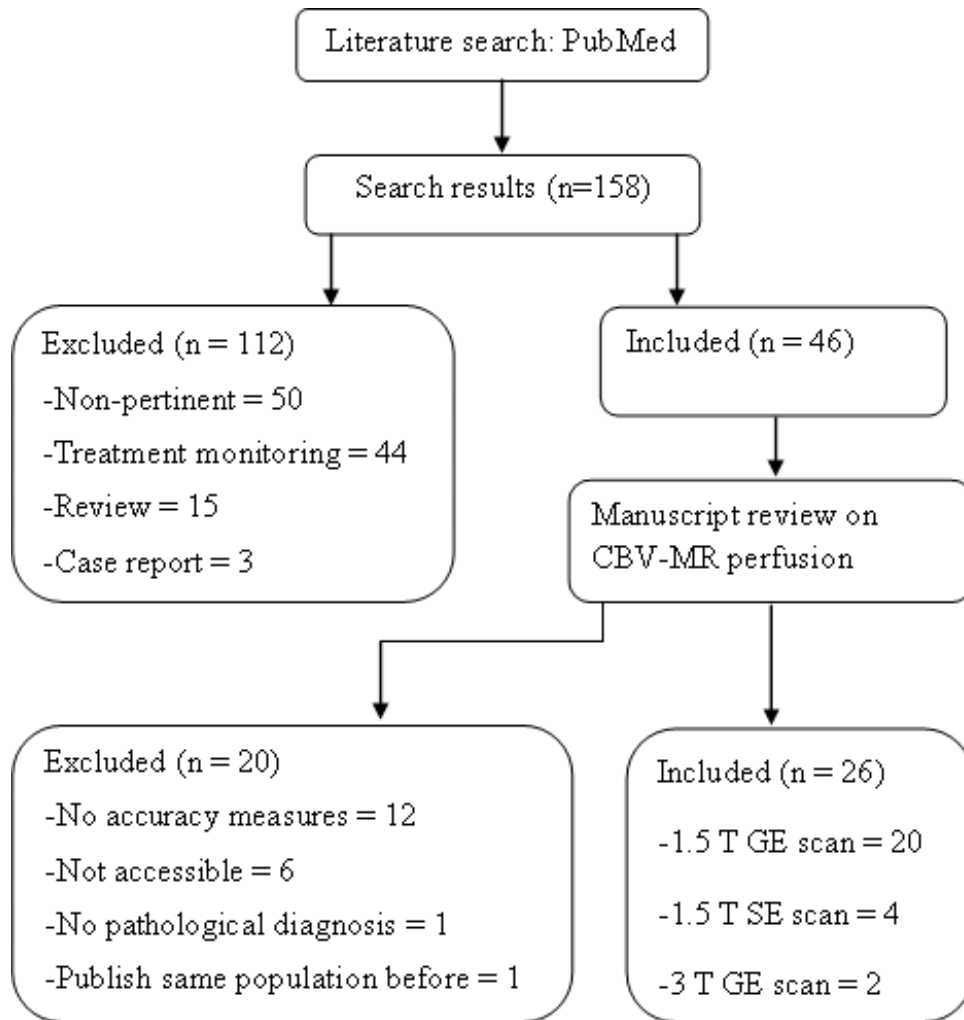 Literature search: PubMed
Search results (n=158)
Excluded (n = 112)
-Non-pertinent = 50
-Treatment monitoring = 44
-Review = 15
-Case report = 3
Included (n = 46)
Manuscript review on
CBV-MR perfusion
Excluded (n = 20)
-No accuracy measures = 12
-Not accessible = 6
-No pathological diagnosis = 1
-Publish same population before = 1
Included (n = 26)
-1.5 T GE scan = 20
-1.5 T SE scan = 4
-3 T GE scan = 2